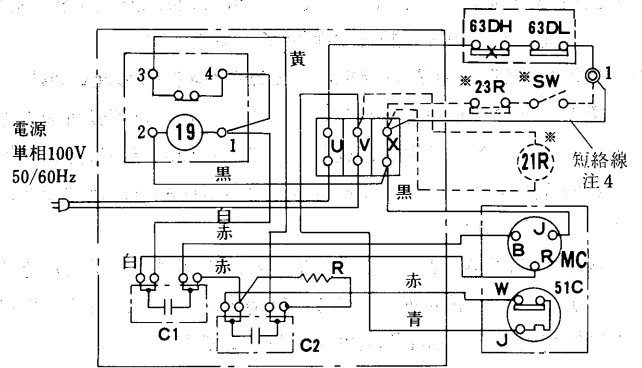 63DH 63DL
黄
3 4
※23R ※SW 1
電源
単相100V
50/60Hz
2 19 1
U V X
※
21R
短絡線
注4
黒
黒
白
赤
J
B R MC
白 赤 R
赤 W 51C
青 J
C1 C2